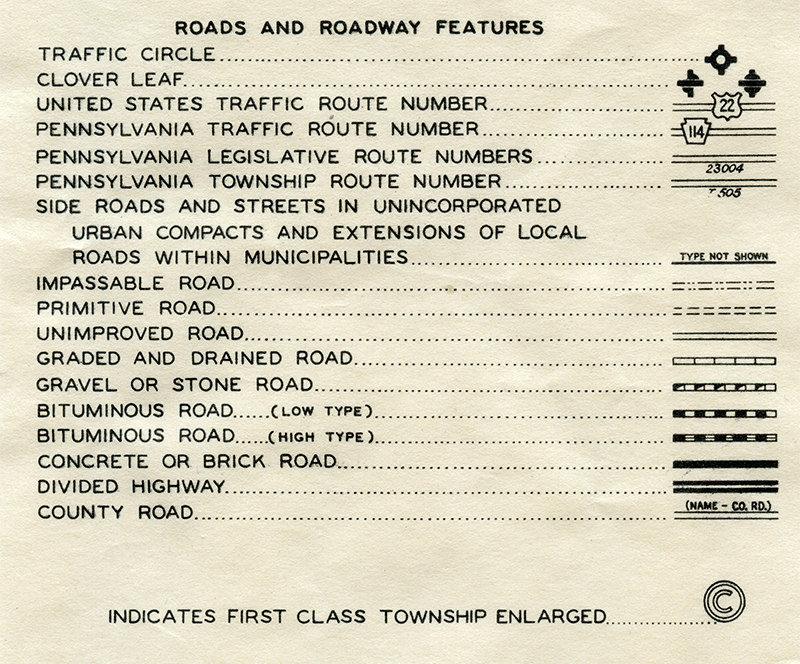 ROADS AND ROADWAY FEATURES
TRAFFIC CIRCLE
CLOVER LEAF
UNITED STATES TRAFFIC ROUTE NUMBER 22
PENNSYLVANIA TRAFFIC ROUTE NUMBER 114
PENNSYLVANIA LEGISLATIVE ROUTE NUMBERS 23004
PENNSYLVANIA TOWNSHIP ROUTE NUMBER T 505
SIDE ROADS AND STREETS IN UNINCORPORATED
URBAN COMPACTS AND EXTENSIONS OF LOCAL
ROADS WITHIN MUNICIPALITIES TYPE NOT SHOWN
IMPASSABLE ROAD
PRIMITIVE ROAD
UNIMPROVED ROAD
GRADED AND DRAINED ROAD
GRAVEL OR STONE ROAD
BITUMINOUS ROAD.....(LOW TYPE)
BITUMINOUS ROAD.....(HIGH TYPE)
CONCRETE OR BRICK ROAD
DIVIDED HIGHWAY
COUNTY ROAD (NAME - CO. RD.)
INDICATES FIRST CLASS TOWNSHIP ENLARGED C